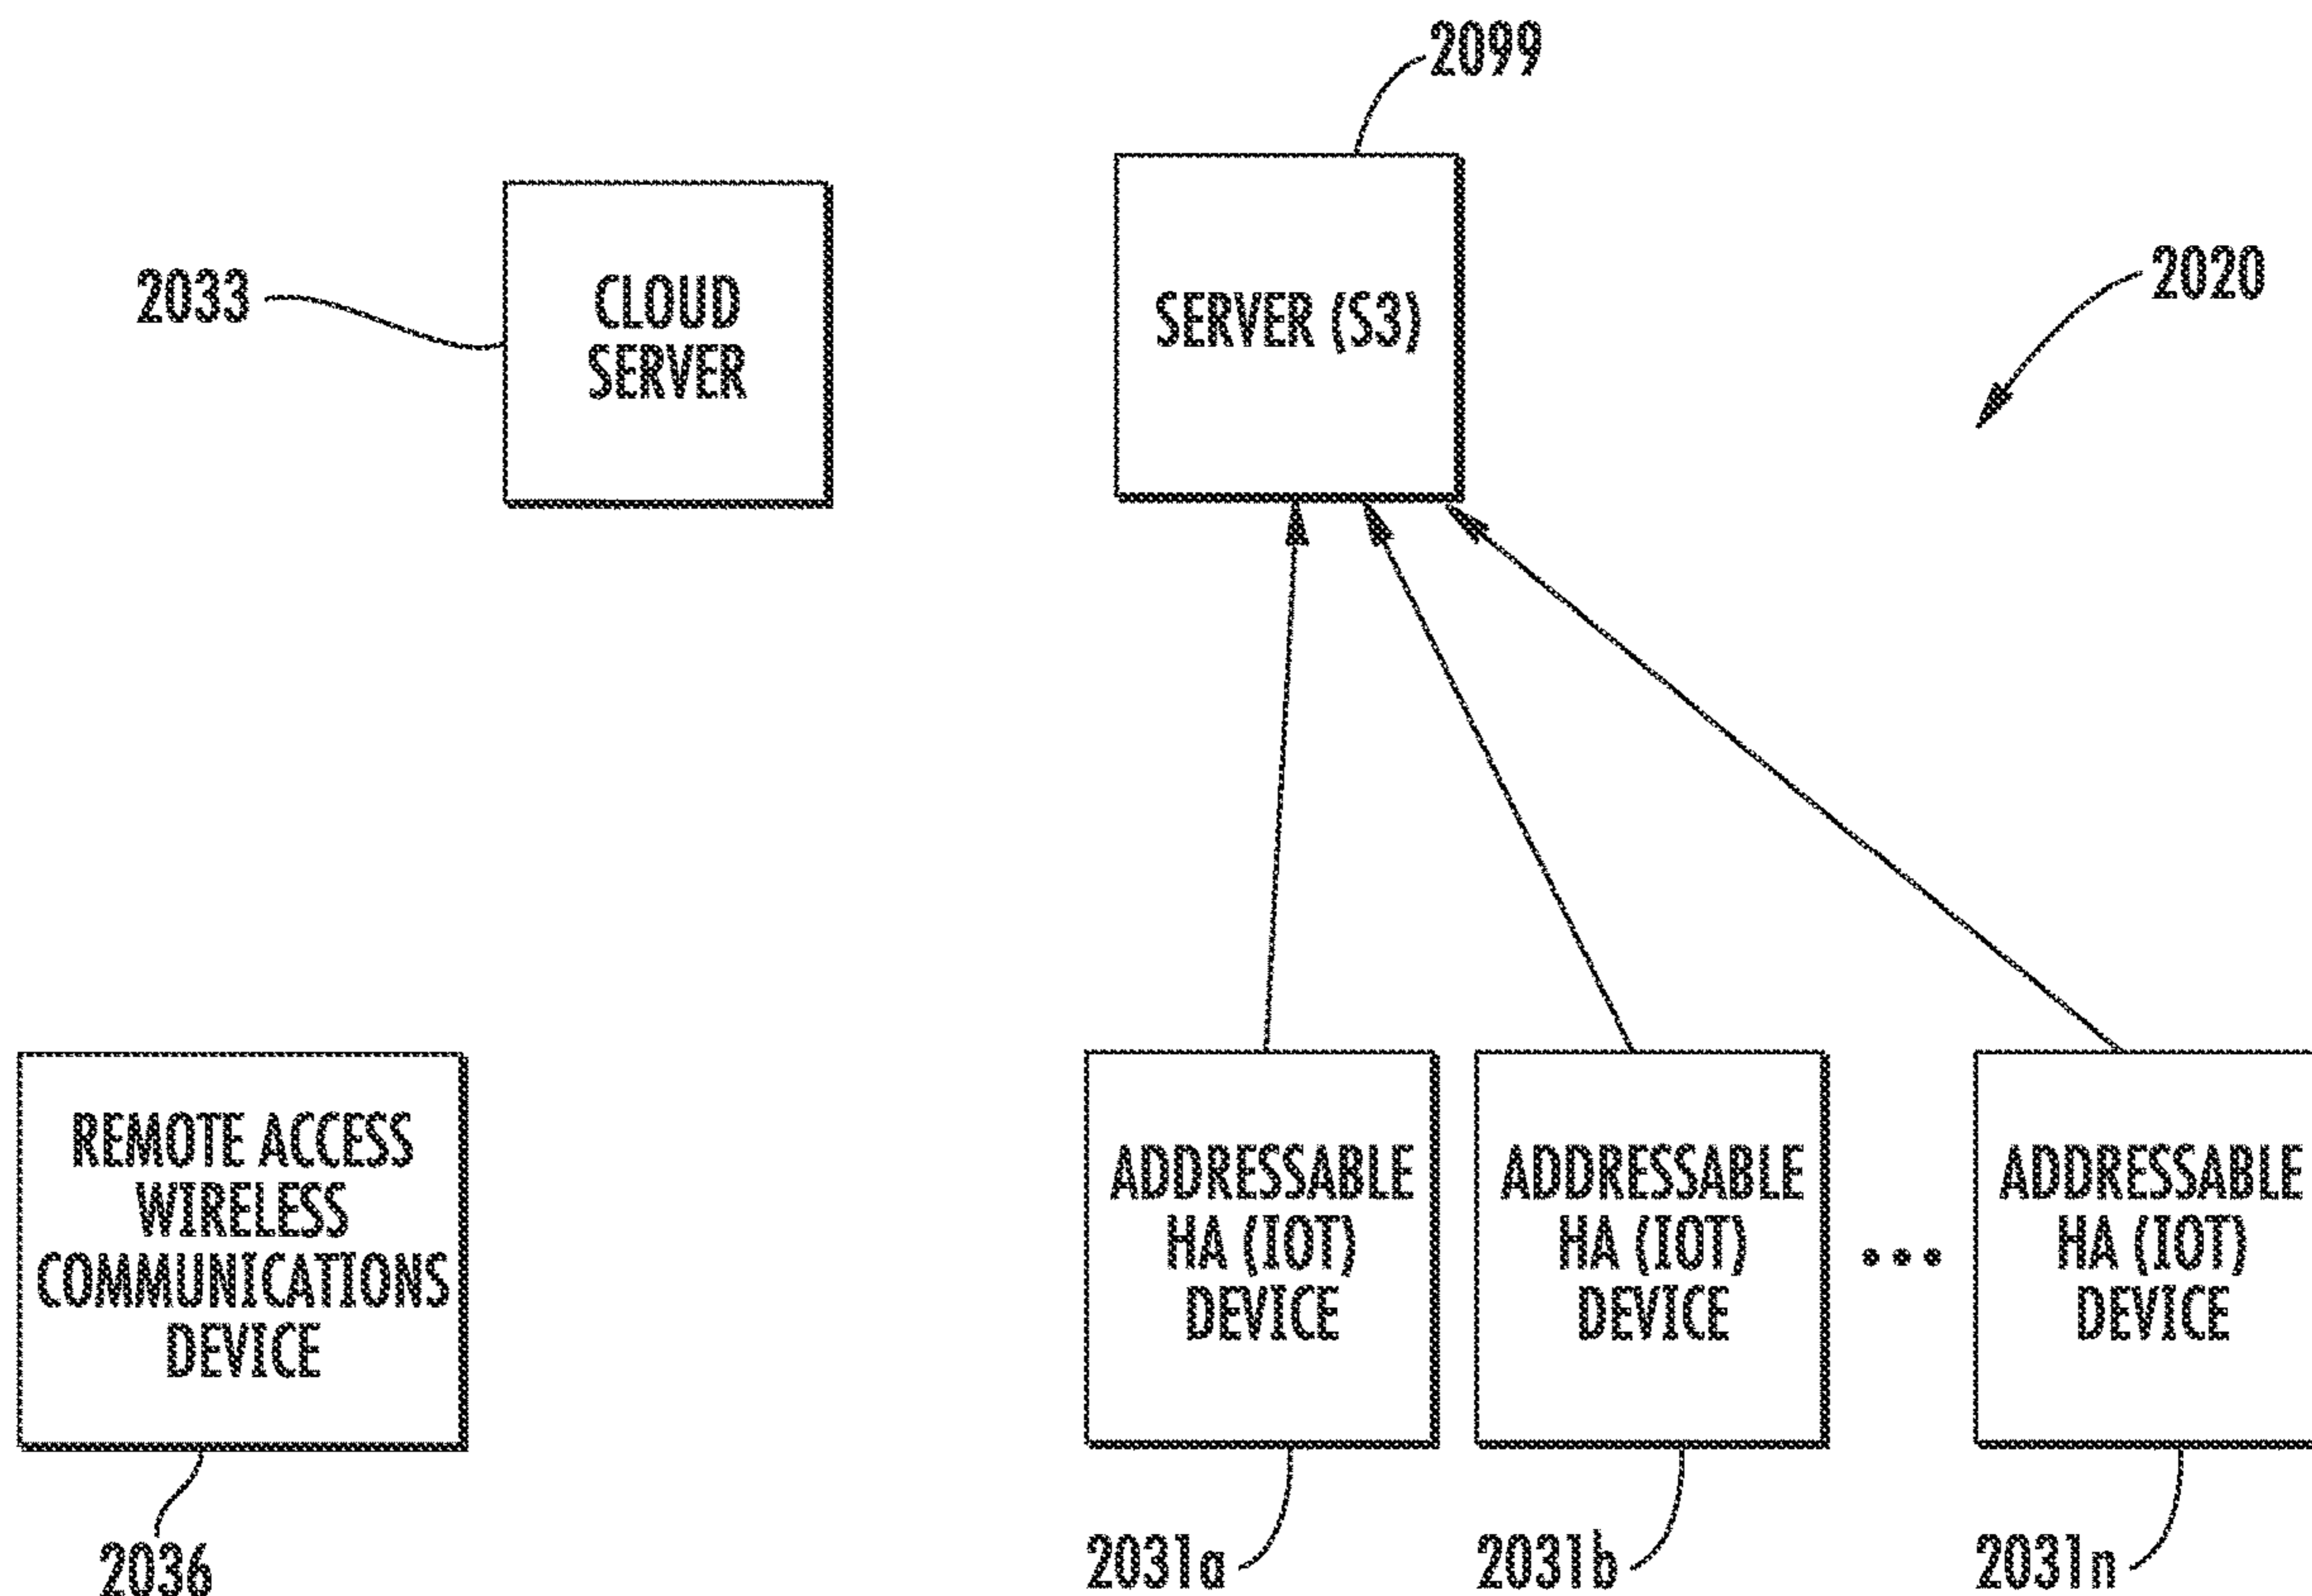 2099
2033
CLOUD
SERVER
SERVER (S3)
2020
REMOTE ACCESS
WIRELESS
COMMUNICATIONS
DEVICE
ADDRESSABLE
HA (IOT)
DEVICE
ADDRESSABLE
HA (IOT)
DEVICE
•••
ADDRESSABLE
HA (IOT)
DEVICE
2036
2031a
2031b
2031n